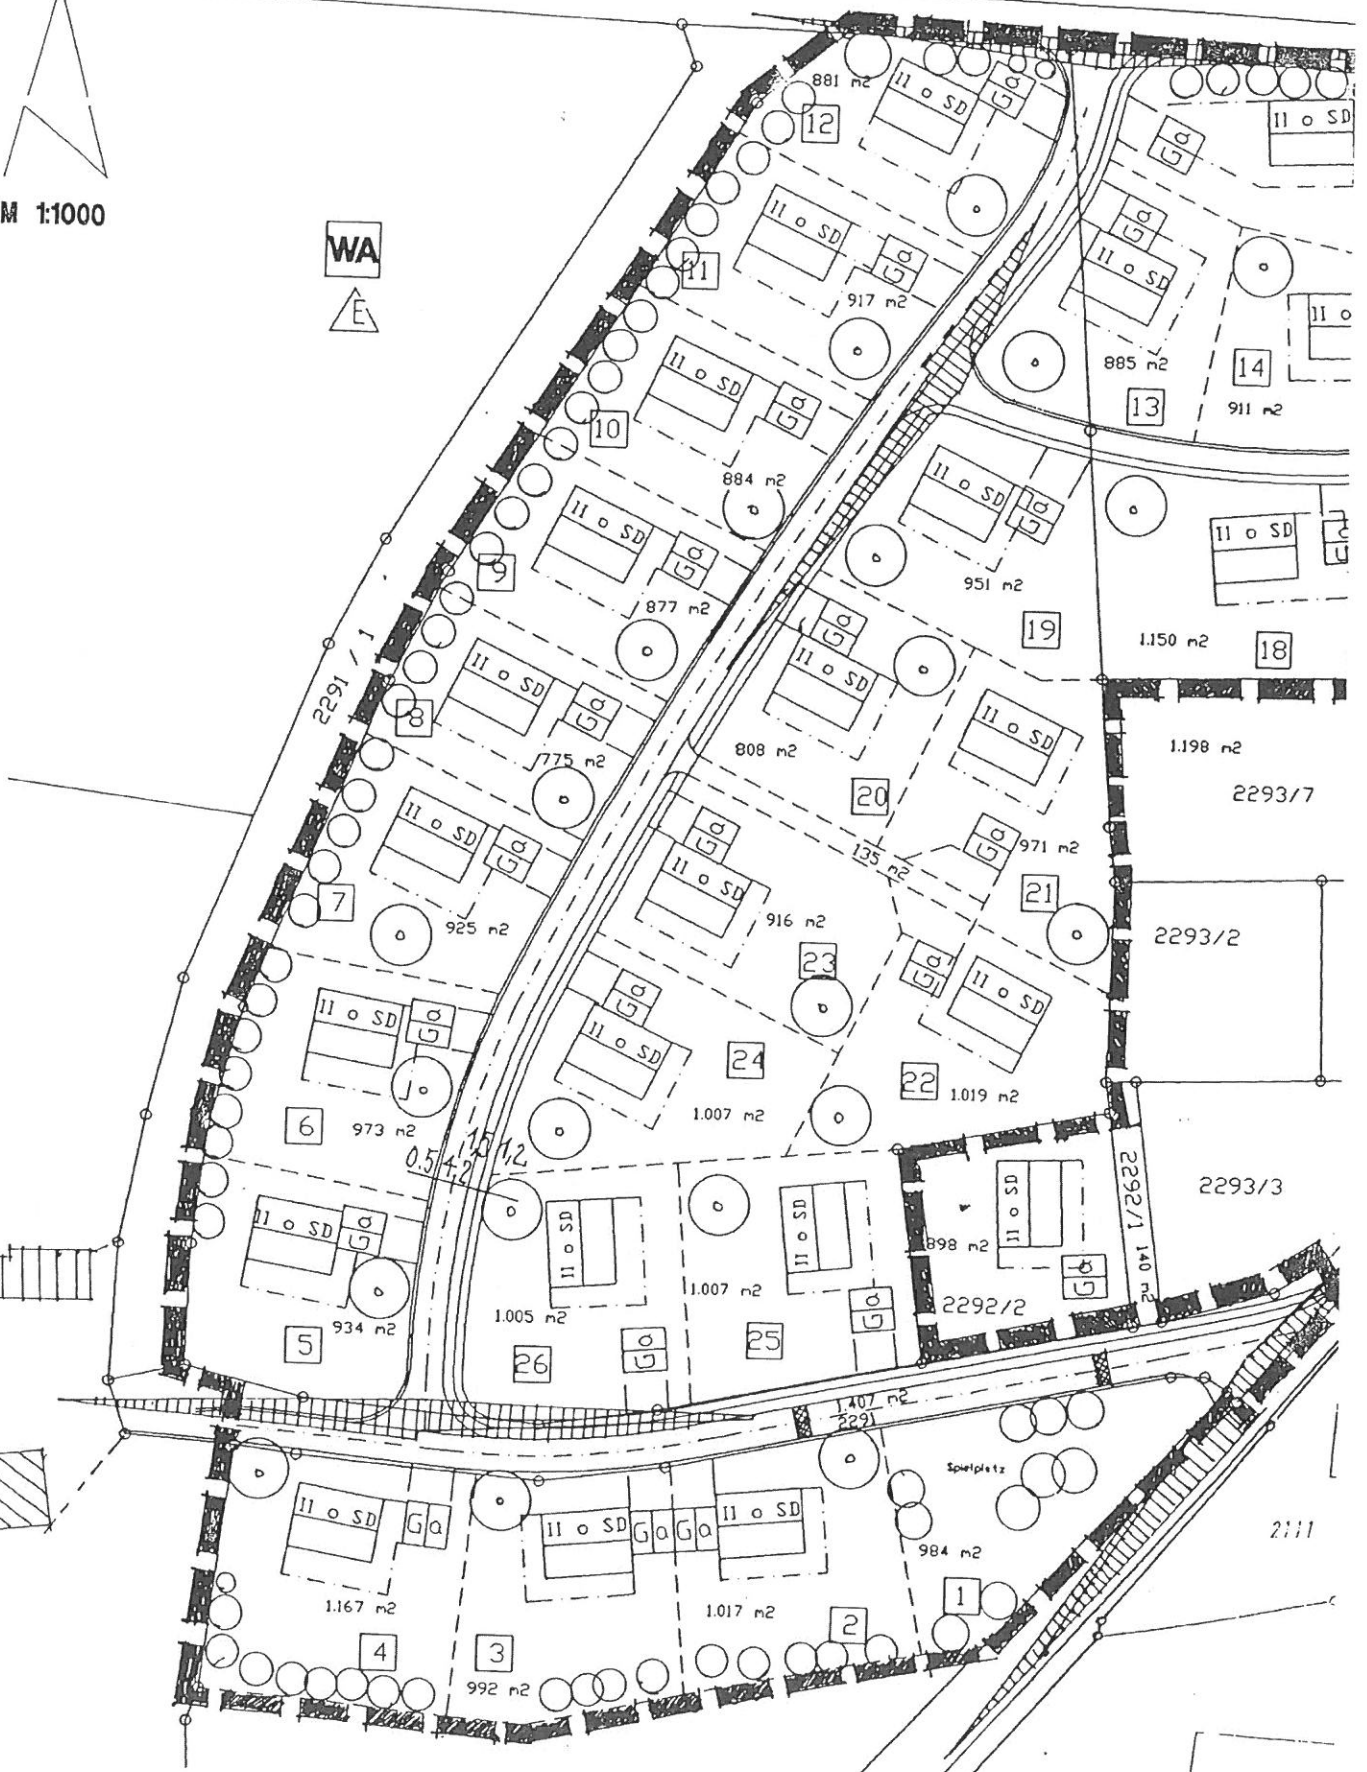 M 1:1000
WA
E
881 m2
12
II o SD
Ga
II o SD
Ga
11
II o SD
Ga
917 m2
Ga
II o SD
II o
885 m2
14
13
911 m2
10
II o SD
Ga
884 m2
II o SD
Ga
951 m2
19
II o SD
1.150 m2
18
9
II o SD
Ga
877 m2
2291 / 1
8
II o SD
Ga
775 m2
Ga
II o SD
808 m2
20
II o SD
1.198 m2
2293/7
7
II o SD
Ga
925 m2
Ga
II o SD
916 m2
23
135 m2
Ga
971 m2
21
2293/2
6
II o SD
Ga
973 m2
Ga
II o SD
24
1.007 m2
Ga
II o SD
22
1.019 m2
0.5 4.2 1,2
5
II o SD
Ga
934 m2
II o SD
1.005 m2
26
Ga
II o SD
1.007 m2
25
Ga
II o SD
898 m2
Ga
2292/2
2292/1 140 m2
2293/3
1.407 m2
2291
Spielplatz
984 m2
1
2111
II o SD
Ga
1.167 m2
4
II o SD
Ga
3
992 m2
Ga
II o SD
1.017 m2
2